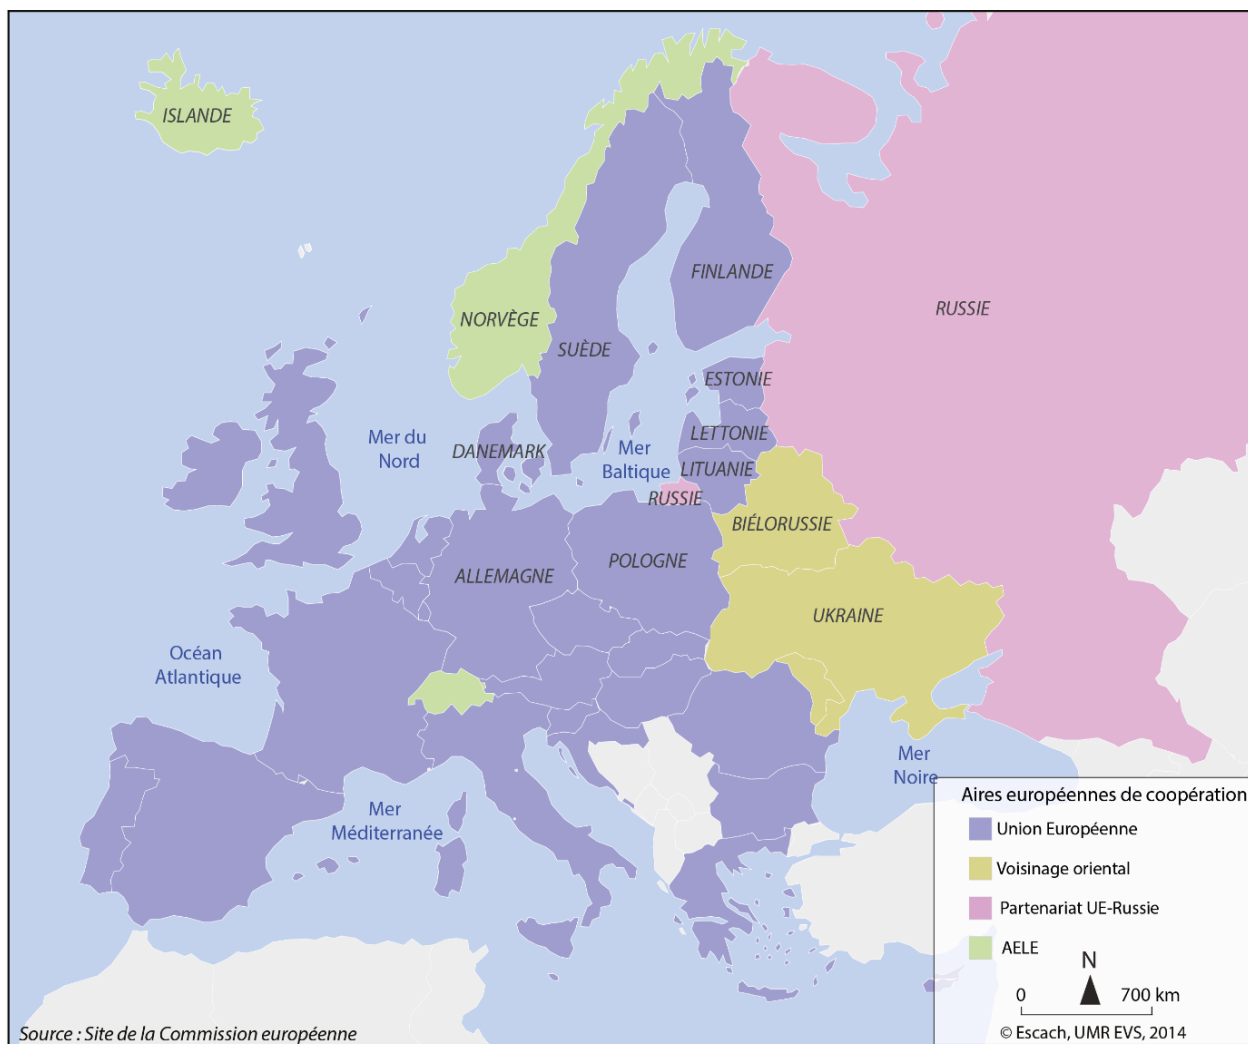 ISLANDE
FINLANDE
RUSSIE
NORVÈGE
SUÈDE
ESTONIE
Mer du
Nord
DANEMARK
Mer
Baltique
LETTONIE
LITUANIE
RUSSIE
BIÉLORUSSIE
POLOGNE
ALLEMAGNE
UKRAINE
Océan
Atlantique
Mer
Noire
Mer
Méditerranée
Aires européennes de coopération
Union Européenne
Voisinage oriental
Partenariat UE-Russie
AELE
N
0 700 km
Source : Site de la Commission européenne
© Escach, UMR EVS, 2014